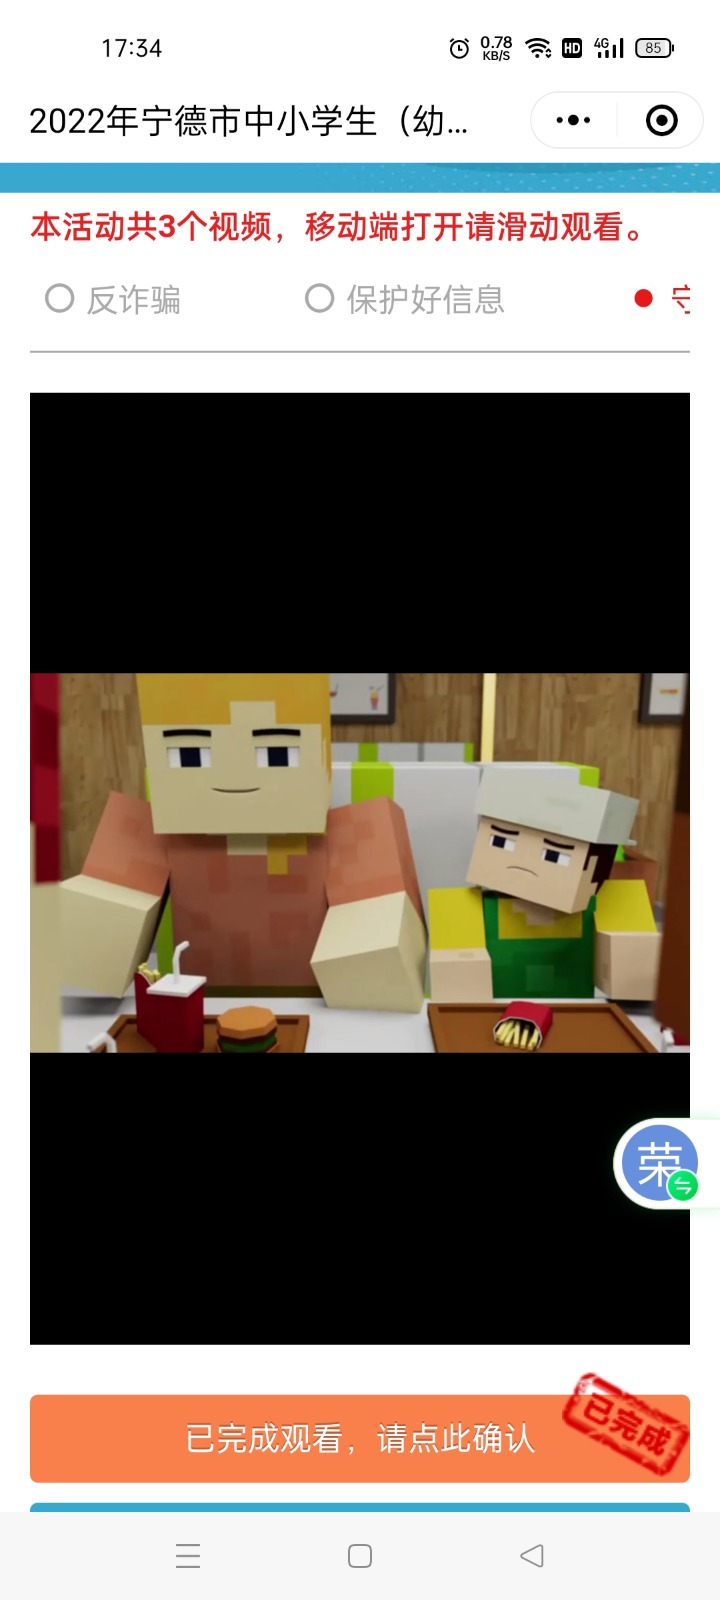 17:34
0.78
KB/S
HD
4G
85
2022年宁德市中小学生（幼...
本活动共3个视频，移动端打开请滑动观看。
反诈骗
保护好信息
荣
已完成观看，请点此确认
已完成